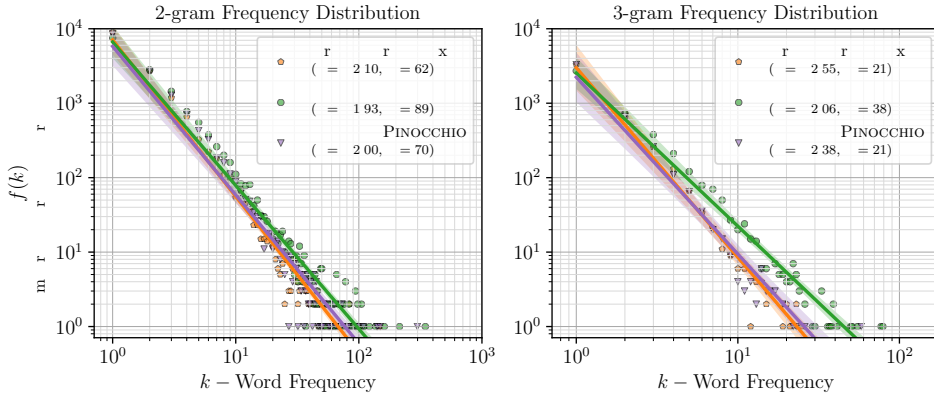 2-gram Frequency Distribution
10^4
10^3
10^2
10^1
10^0
10^0 10^1 10^2 10^3
m r r r f(k)
k − Word Frequency
r r x
( = 2 10, = 62)
( = 1 93, = 89)
PINOCCHIO
( = 2 00, = 70)
3-gram Frequency Distribution
10^4
10^3
10^2
10^1
10^0
10^0 10^1 10^2
k − Word Frequency
r r x
( = 2 55, = 21)
( = 2 06, = 38)
PINOCCHIO
( = 2 38, = 21)